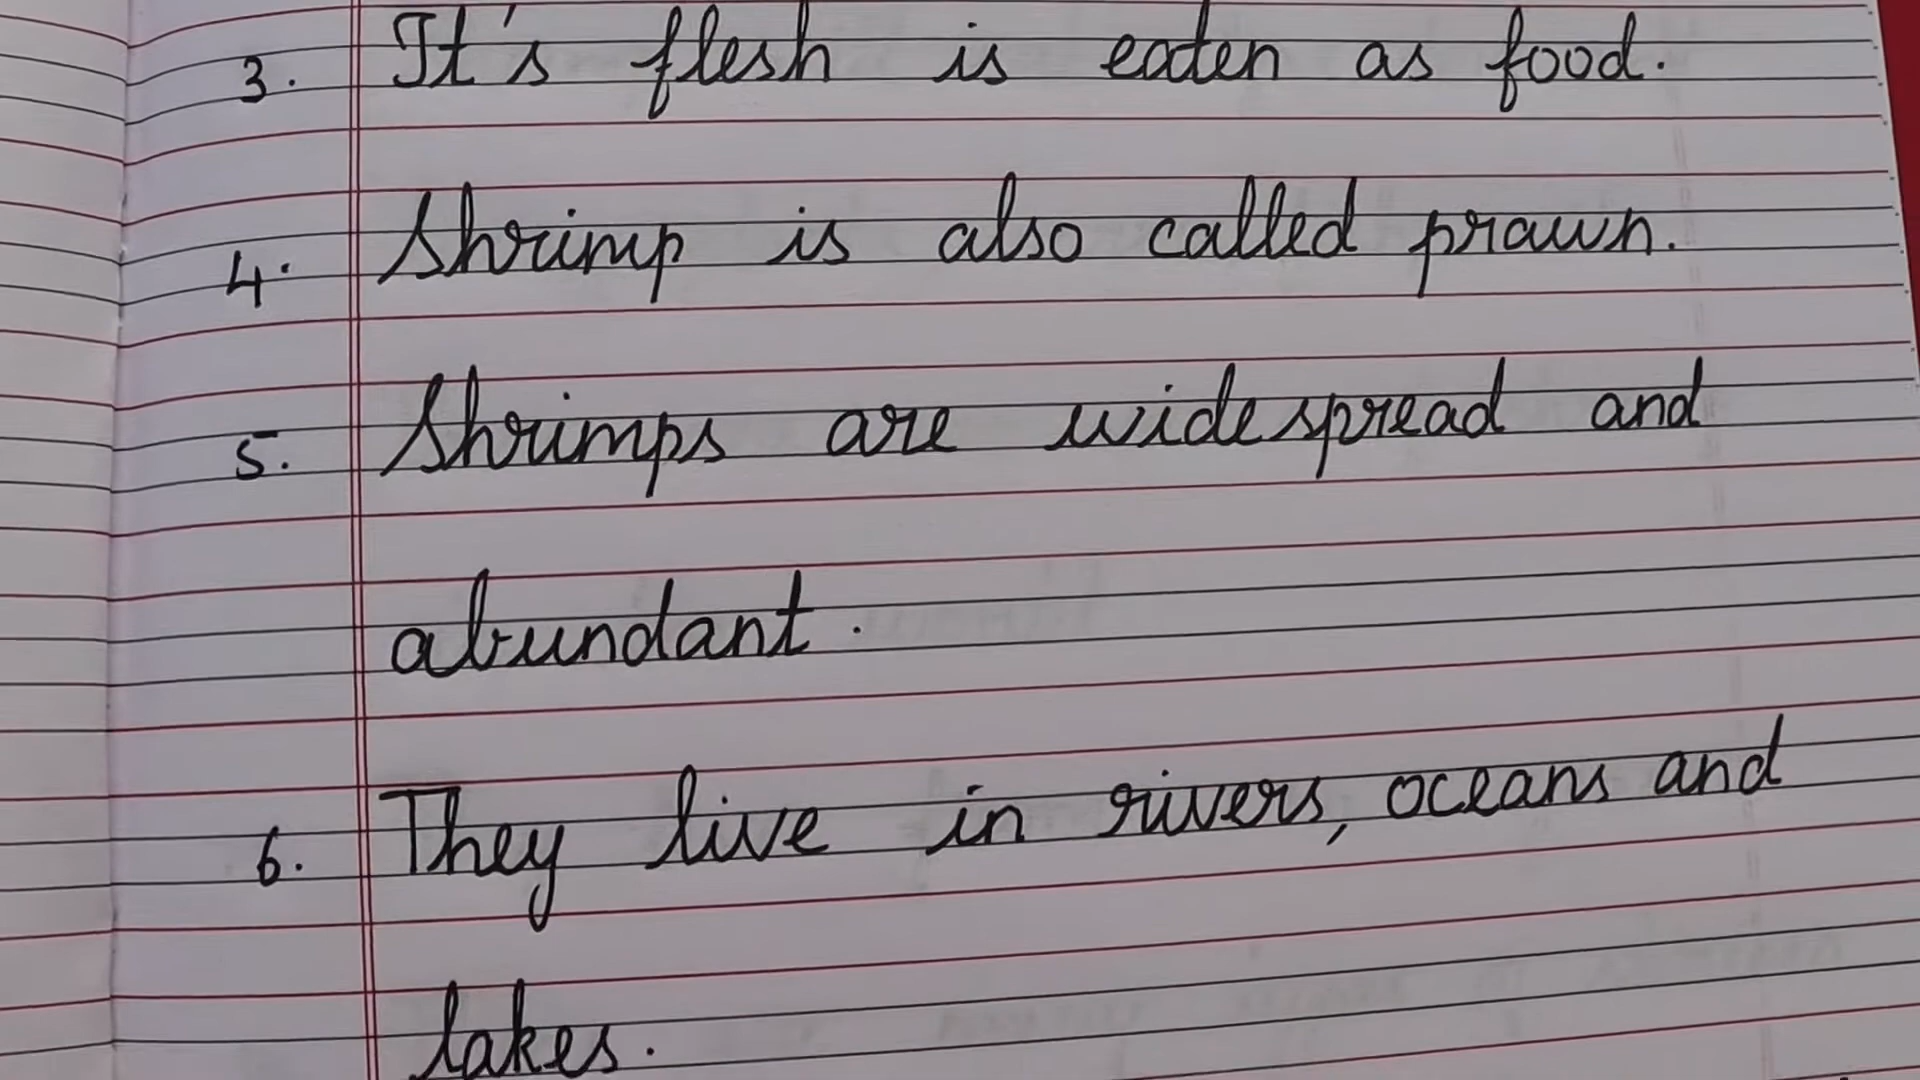 3. It's flesh is eaten as food.
4. Shrimp is also called prawn.
5. Shrimps are widespread and
abundant.
6. They live in rivers, oceans and
lakes.